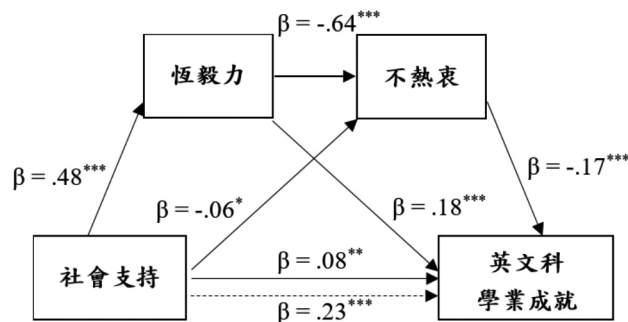 β = -.64***
恆毅力
不熱衷
β = .48***
β = -.06*
β = .18***
β = -.17***
社會支持
β = .08**
β = .23***
英文科
學業成就